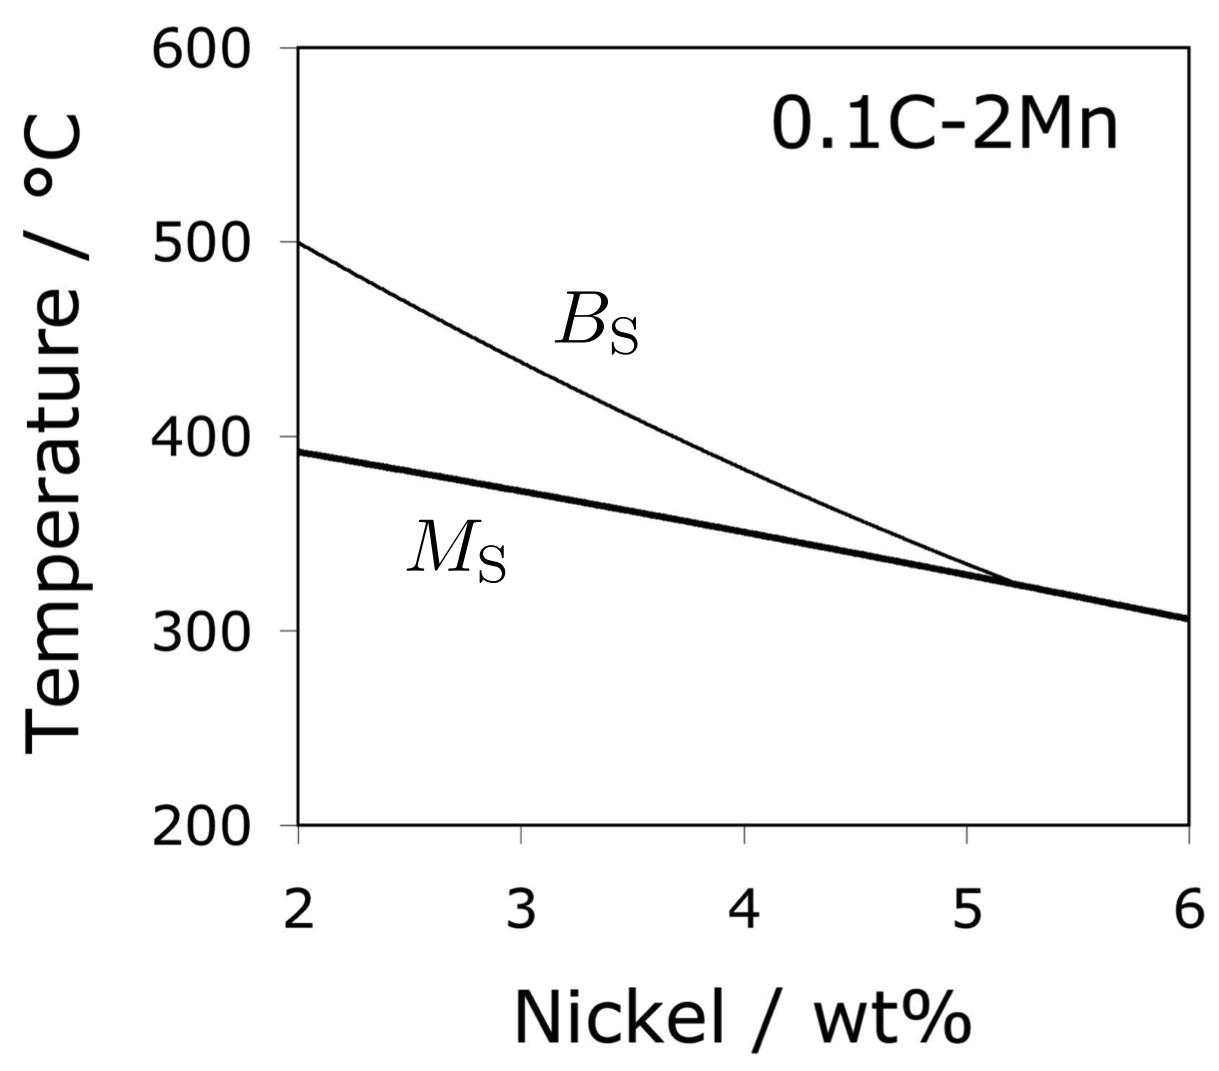 600
0.1C-2Mn
500
B_S
400
M_S
300
200
2 3 4 5 6
Nickel / wt%
Temperature / °C